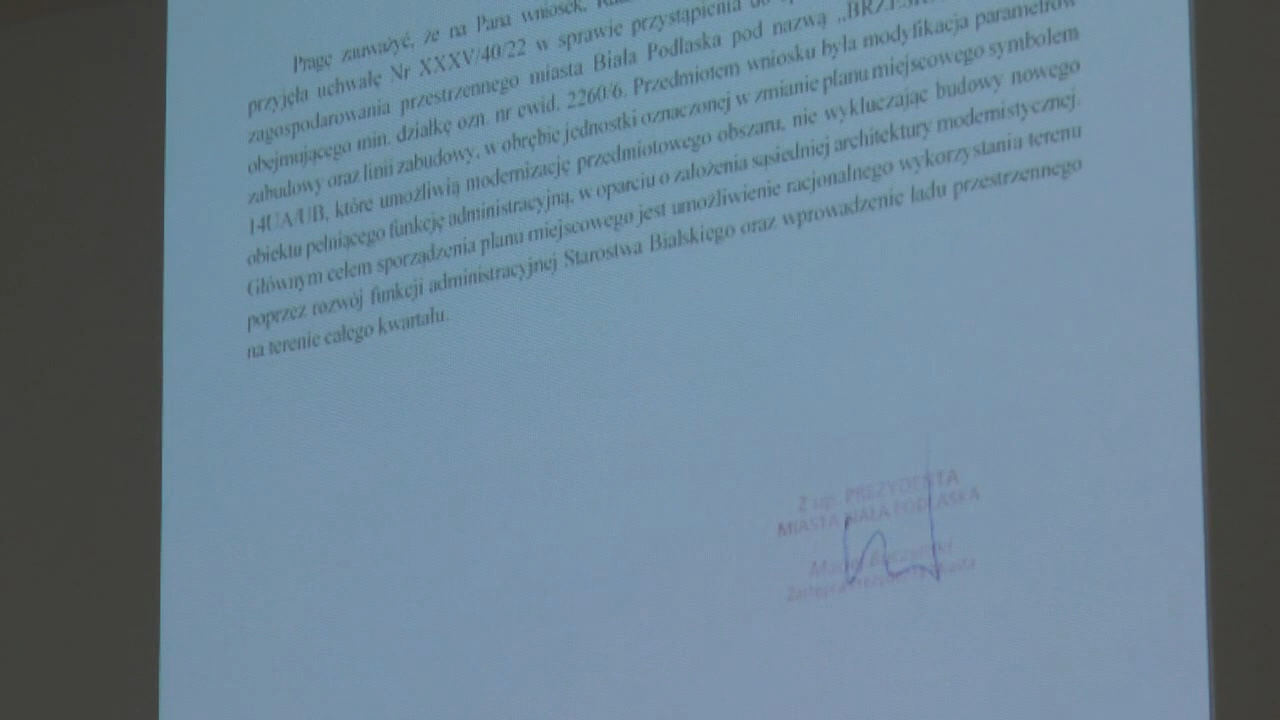 Pragę zauważyć, że na Pana wniosek,
przyjęła uchwałę Nr XXXV/40/22 w sprawie przystąpienia do
zagospodarowania przestrzennego miasta Biała Podlaska pod nazwą
obejmującego min. działkę ozn. nr ewid. 2260/6. Przedmiotem wniosku była modyfikacja parametrów
zabudowy oraz linii zabudowy, w obrębie jednostki oznaczonej w zmianie planu miejscowego symbolem
14UA/UB, które umożliwią modernizację przedmiotowego obszaru, nie wykluczając budowy nowego
obiektu pełniącego funkcję administracyjną, w oparciu o założenia sąsiedniej architektury modernistycznej.
Głównym celem sporządzenia planu miejscowego jest umożliwienie racjonalnego wykorzystania terenu
poprzez rozwój funkcji administracyjnej Starostwa Bialskiego oraz wprowadzenie ładu przestrzennego
na terenie całego kwartału.
Z up. PREZYDENTA
MIASTA BIAŁA PODLASKA
Zastępca Prezydenta Miasta